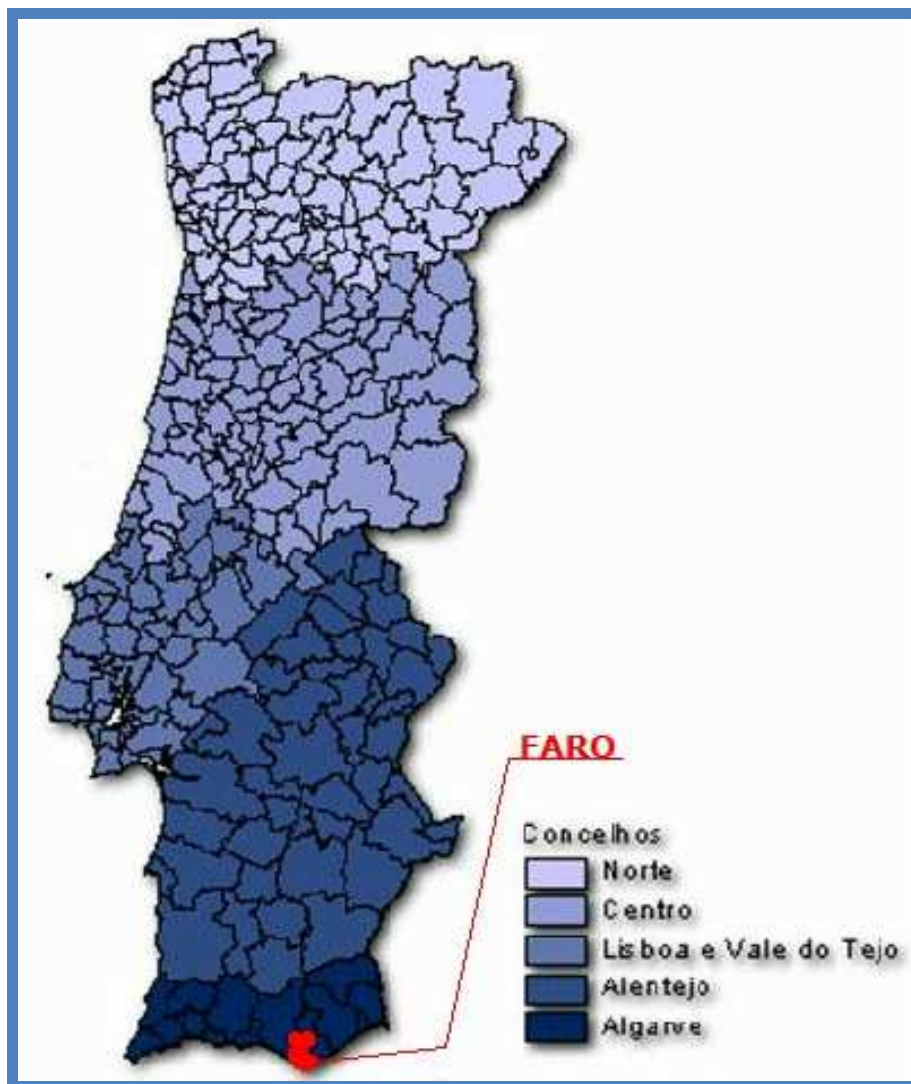 FARO
Concelhos
Norte
Centro
Lisboa e Vale do Tejo
Alentejo
Algarve